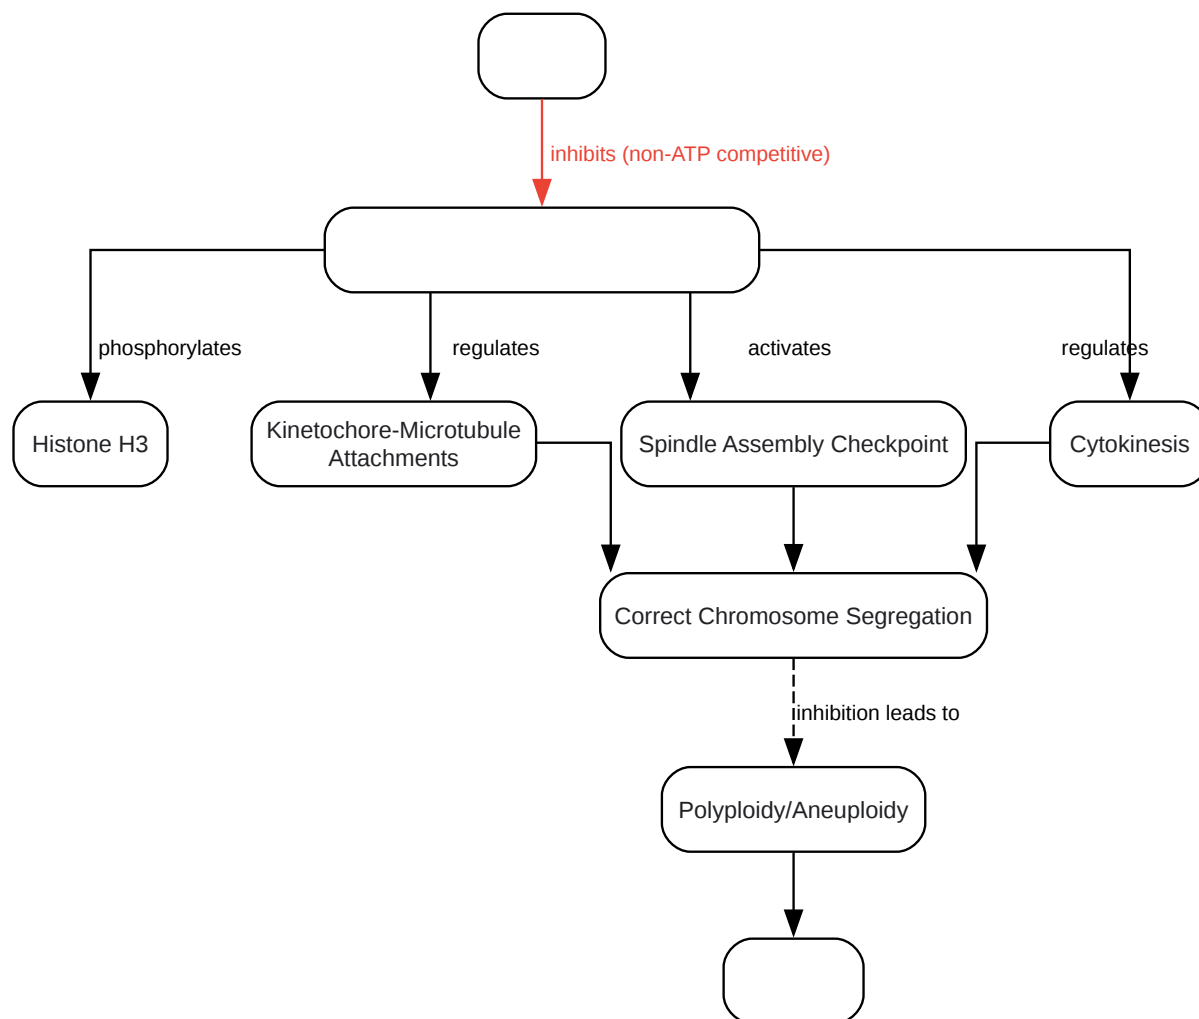 inhibits (non-ATP competitive)
phosphorylates
regulates
activates
regulates
Histone H3
Kinetochore-Microtubule
Attachments
Spindle Assembly Checkpoint
Cytokinesis
Correct Chromosome Segregation
inhibition leads to
Polyploidy/Aneuploidy